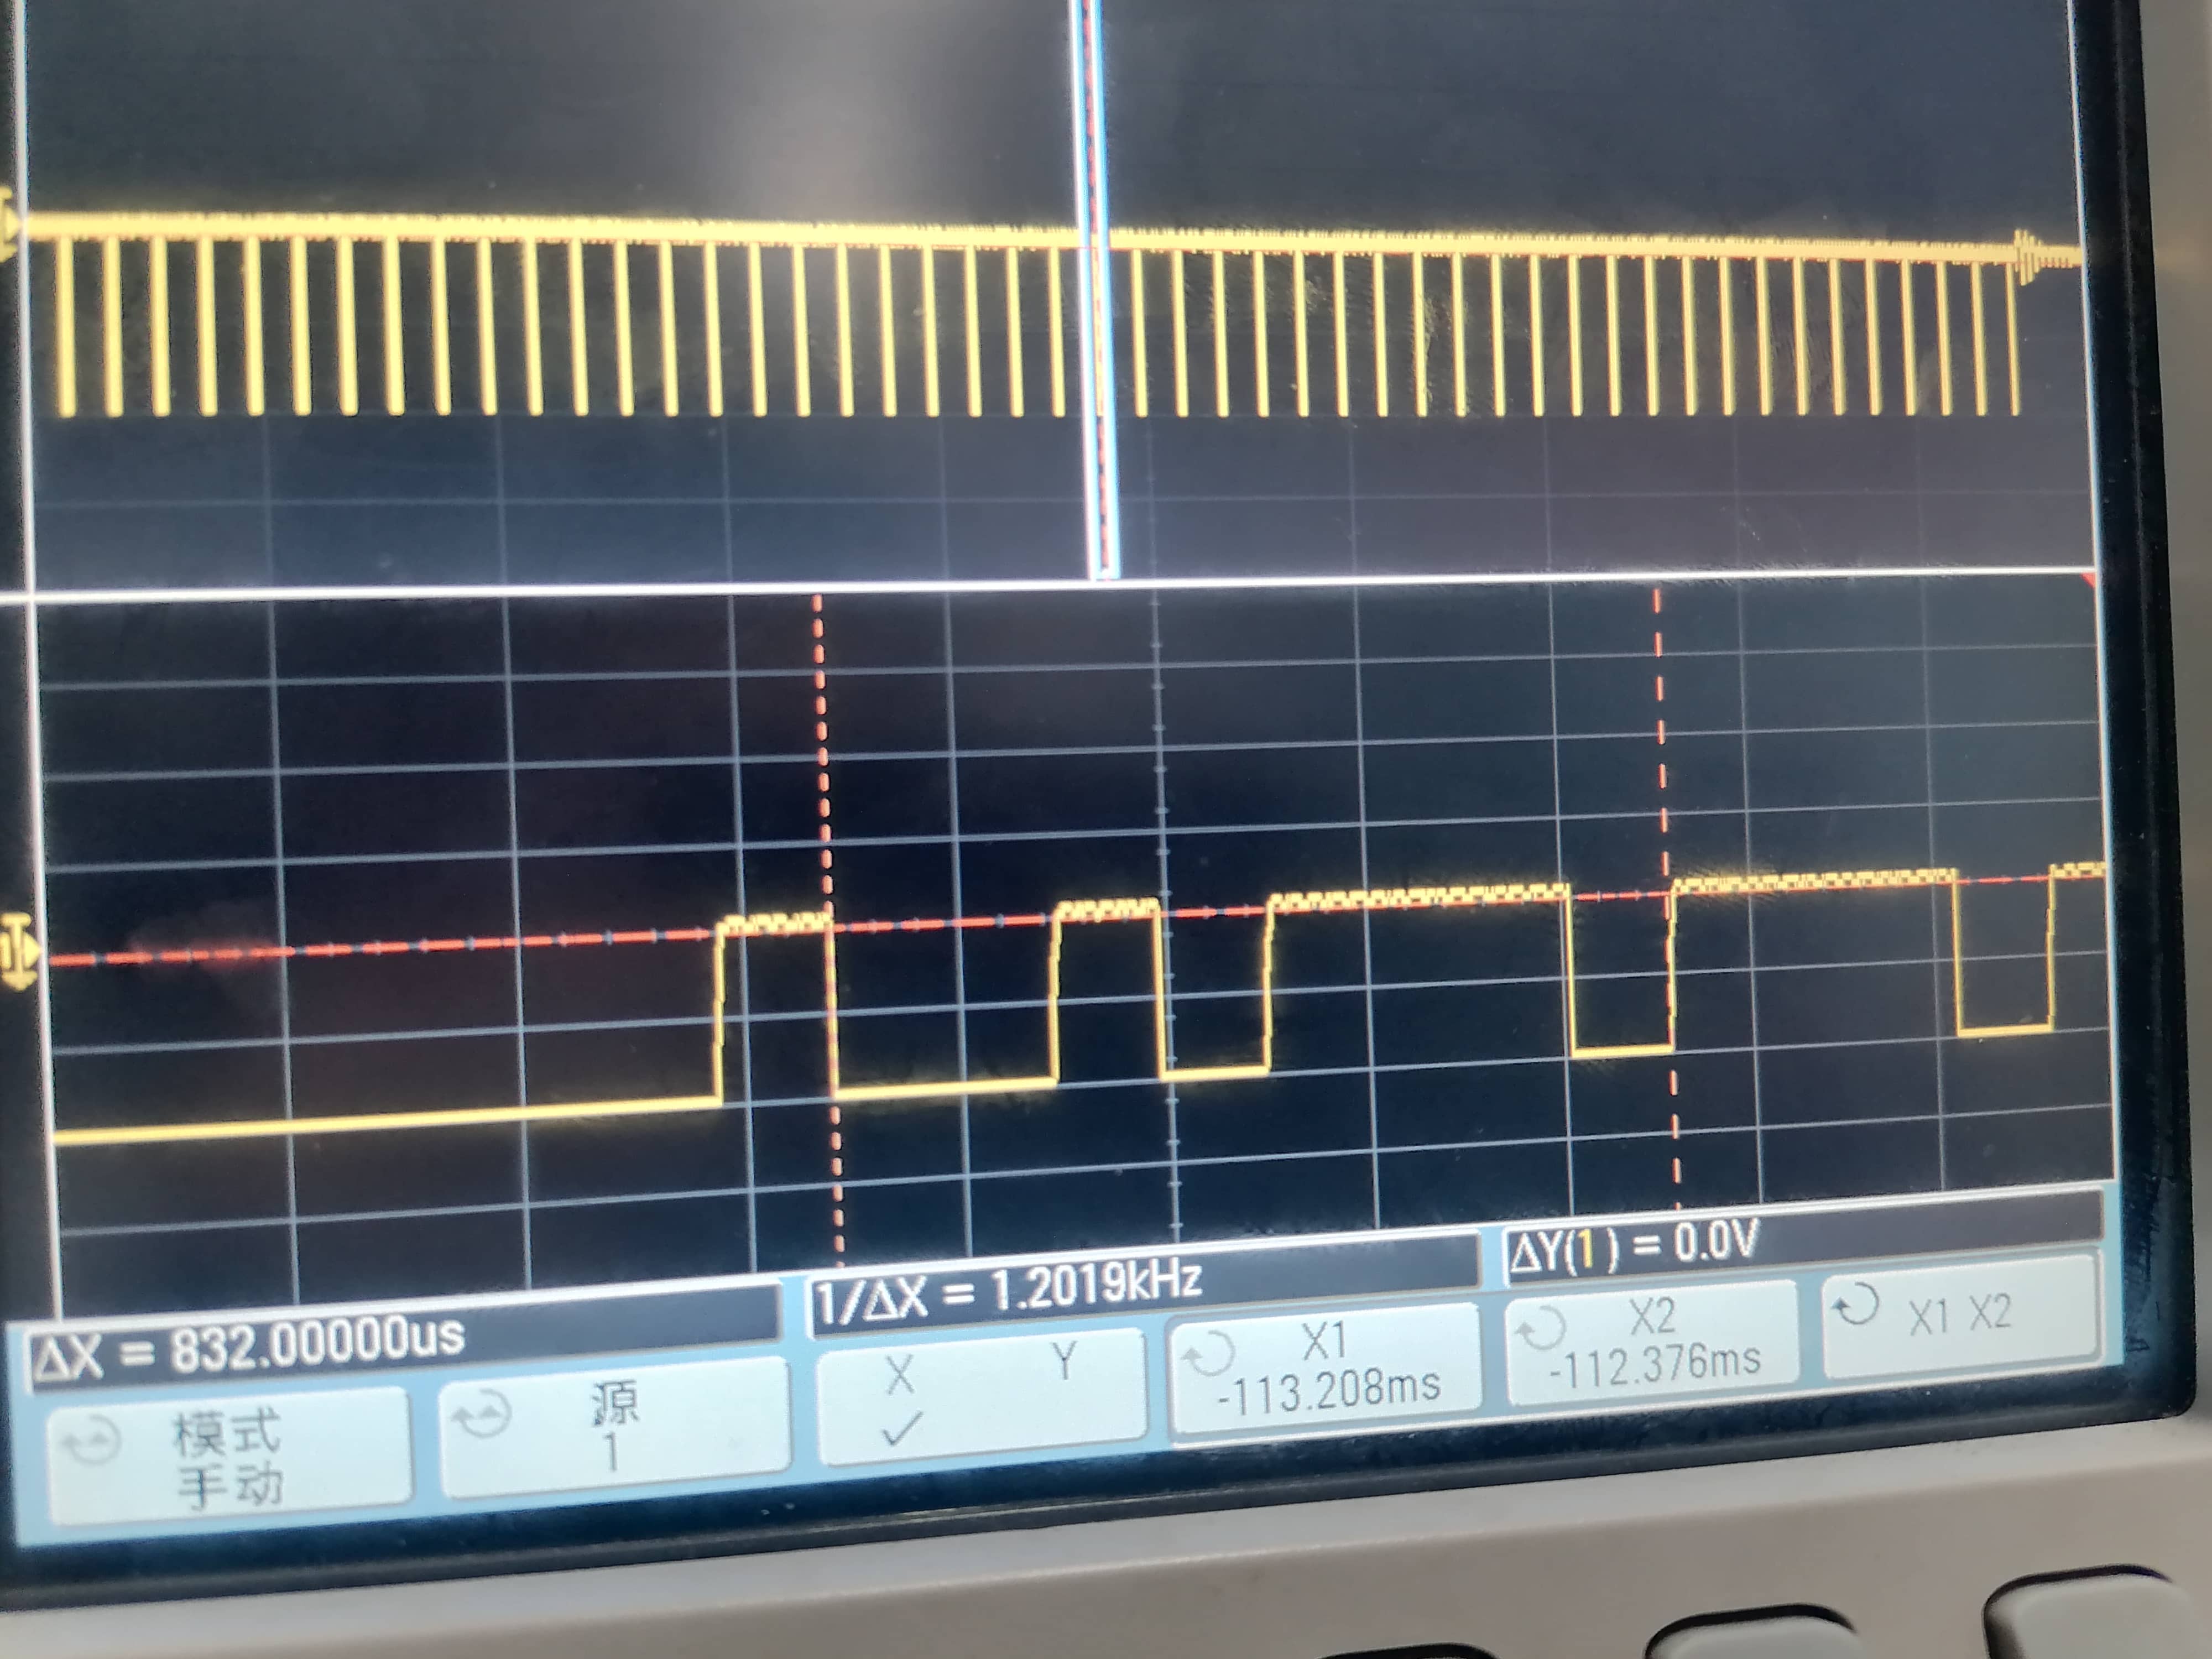 ΔX = 832.00000us
1/ΔX = 1.2019kHz
ΔY(1) = 0.0V
模式
手动
源
1
X Y
X1
-113.208ms
X2
-112.376ms
X1 X2